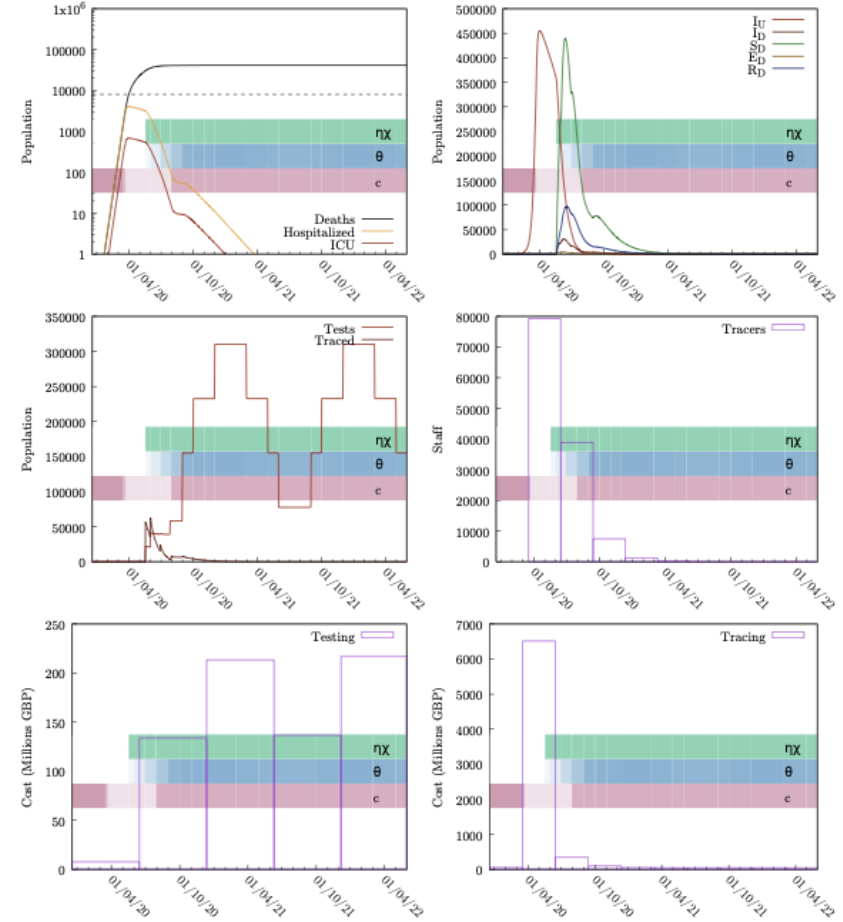 1x10⁶
100000
10000
1000
100
10
1
Population
ηχ
θ
c
Deaths
Hospitalized
ICU
01/04/20
01/10/20
01/04/21
01/10/21
01/04/22
500000
450000
400000
350000
300000
250000
200000
150000
100000
50000
0
Population
I_U
I_D
S_D
E_D
R_D
ηχ
θ
c
01/04/20
01/10/20
01/04/21
01/10/21
01/04/22
350000
300000
250000
200000
150000
100000
50000
0
Population
Tests
Traced
ηχ
θ
c
01/04/20
01/10/20
01/04/21
01/10/21
01/04/22
80000
70000
60000
50000
40000
30000
20000
10000
0
Staff
Tracers
ηχ
θ
c
01/04/20
01/10/20
01/04/21
01/10/21
01/04/22
250
200
150
100
50
0
Cost (Millions GBP)
Testing
ηχ
θ
c
01/04/20
01/10/20
01/04/21
01/10/21
01/04/22
7000
6000
5000
4000
3000
2000
1000
0
Cost (Millions GBP)
Tracing
ηχ
θ
c
01/04/20
01/10/20
01/04/21
01/10/21
01/04/22